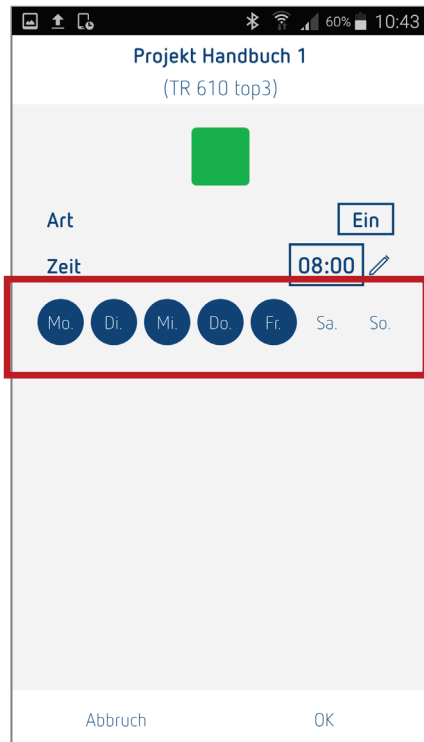 60% 10:43
Projekt Handbuch 1
(TR 610 top3)
Art Ein
Zeit 08:00
Mo. Di. Mi. Do. Fr. Sa. So.
Abbruch OK